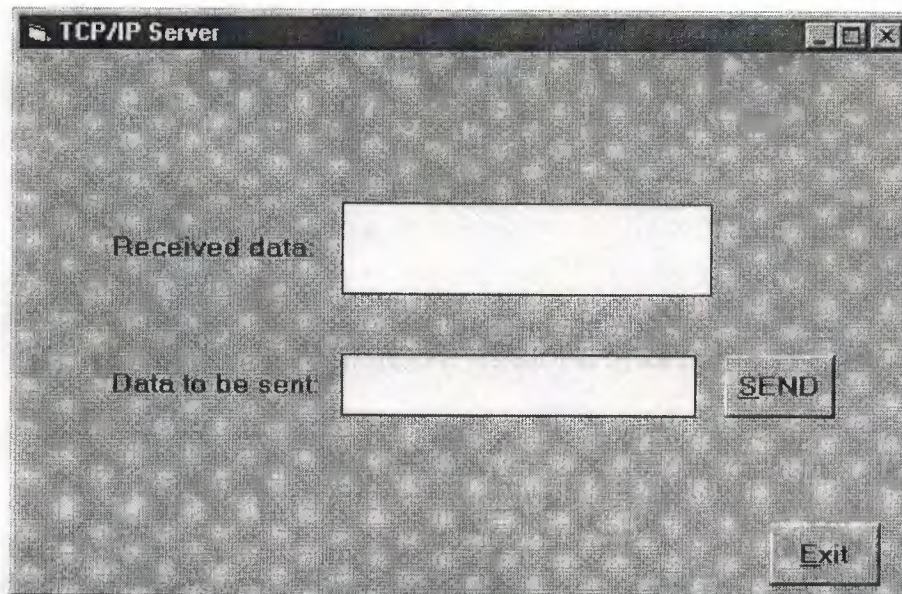 TCP/IP Server
Received data:
Data to be sent:
SEND
Exit